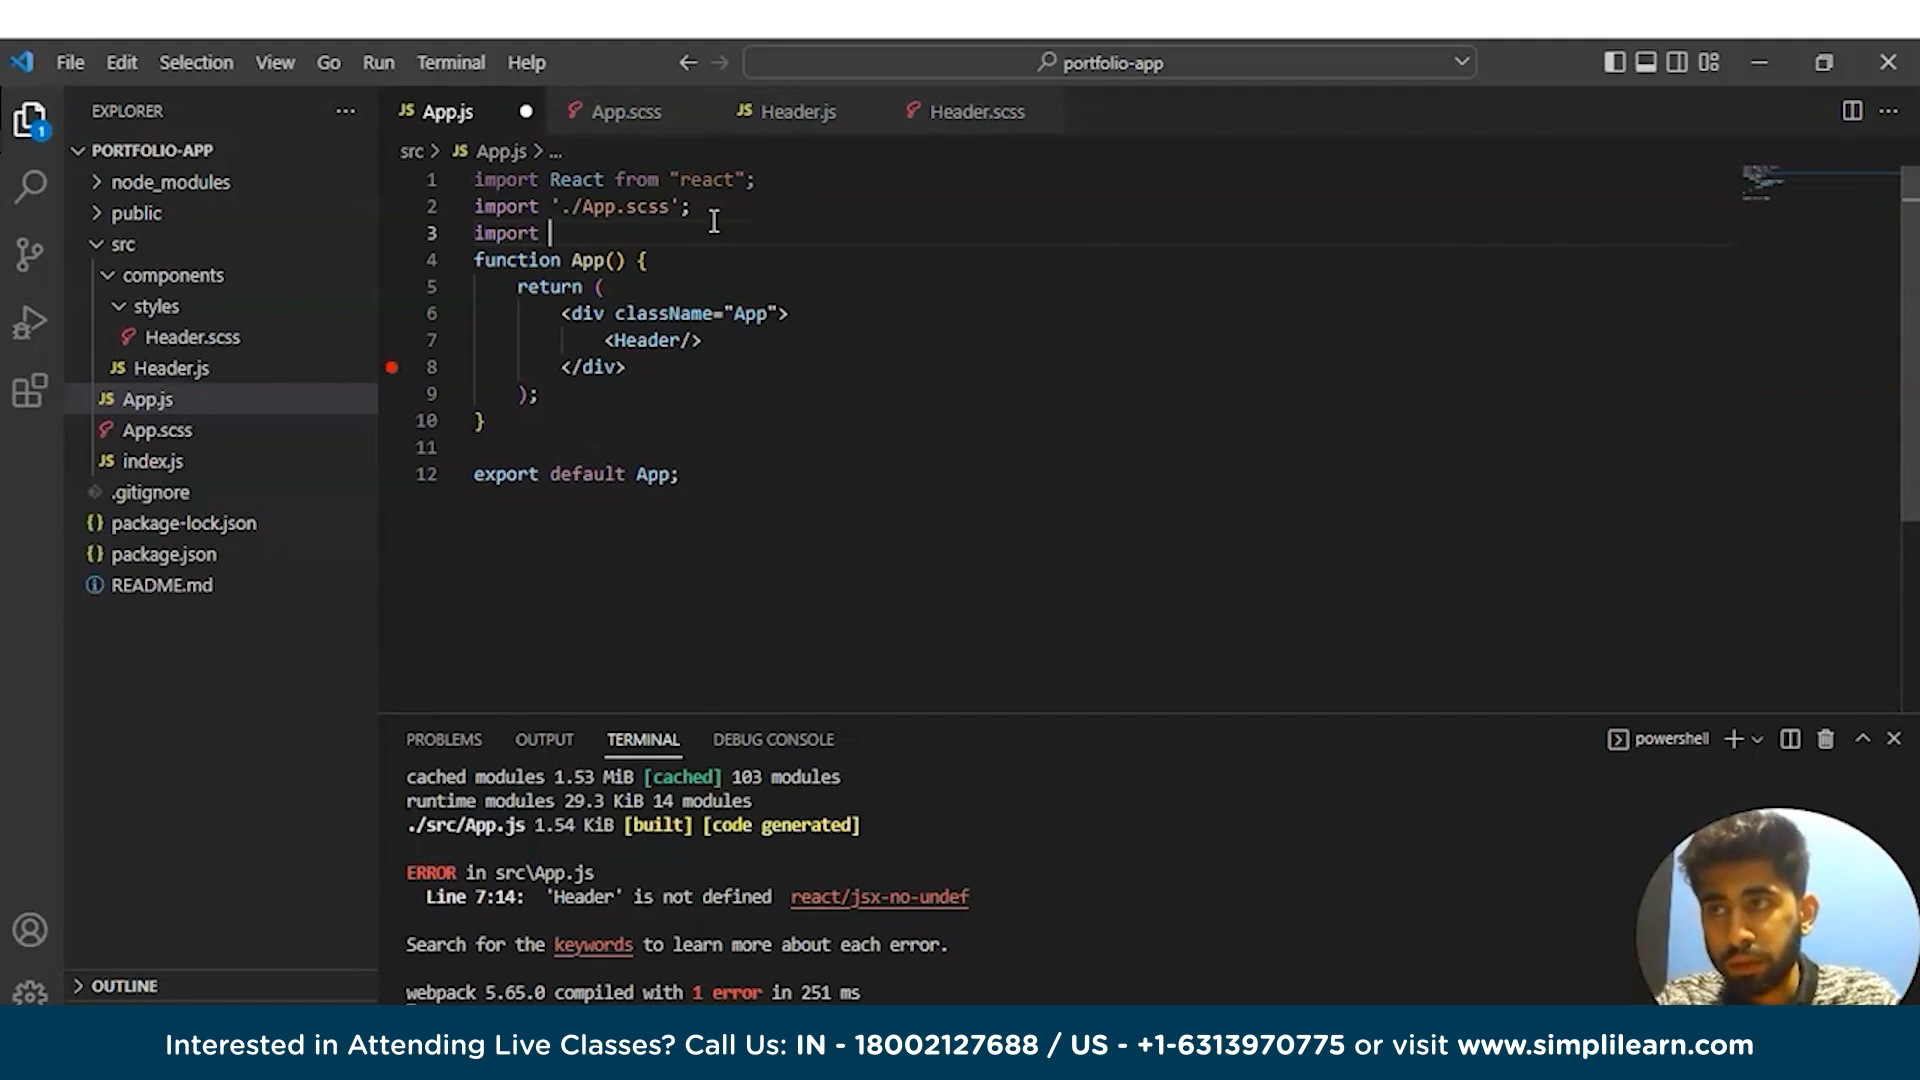 File Edit Selection View Go Run Terminal Help portfolio-app
EXPLORER
1
PORTFOLIO-APP
node_modules
public
src
components
styles
Header.scss
JS Header.js
JS App.js
App.scss
JS index.js
.gitignore
{} package-lock.json
{} package.json
README.md
OUTLINE
JS App.js App.scss JS Header.js Header.scss
src > JS App.js > ...
1 import React from "react";
2 import './App.scss';
3 import
4 function App() {
5 return (
6 <div className="App">
7 <Header/>
8 </div>
9 );
10 }
11
12 export default App;
PROBLEMS OUTPUT TERMINAL DEBUG CONSOLE powershell
cached modules 1.53 MiB [cached] 103 modules
runtime modules 29.3 KiB 14 modules
./src/App.js 1.54 KiB [built] [code generated]
ERROR in src\App.js
Line 7:14: 'Header' is not defined react/jsx-no-undef
Search for the keywords to learn more about each error.
webpack 5.65.0 compiled with 1 error in 251 ms
Interested in Attending Live Classes? Call Us: IN - 18002127688 / US - +1-6313970775 or visit www.simplilearn.com